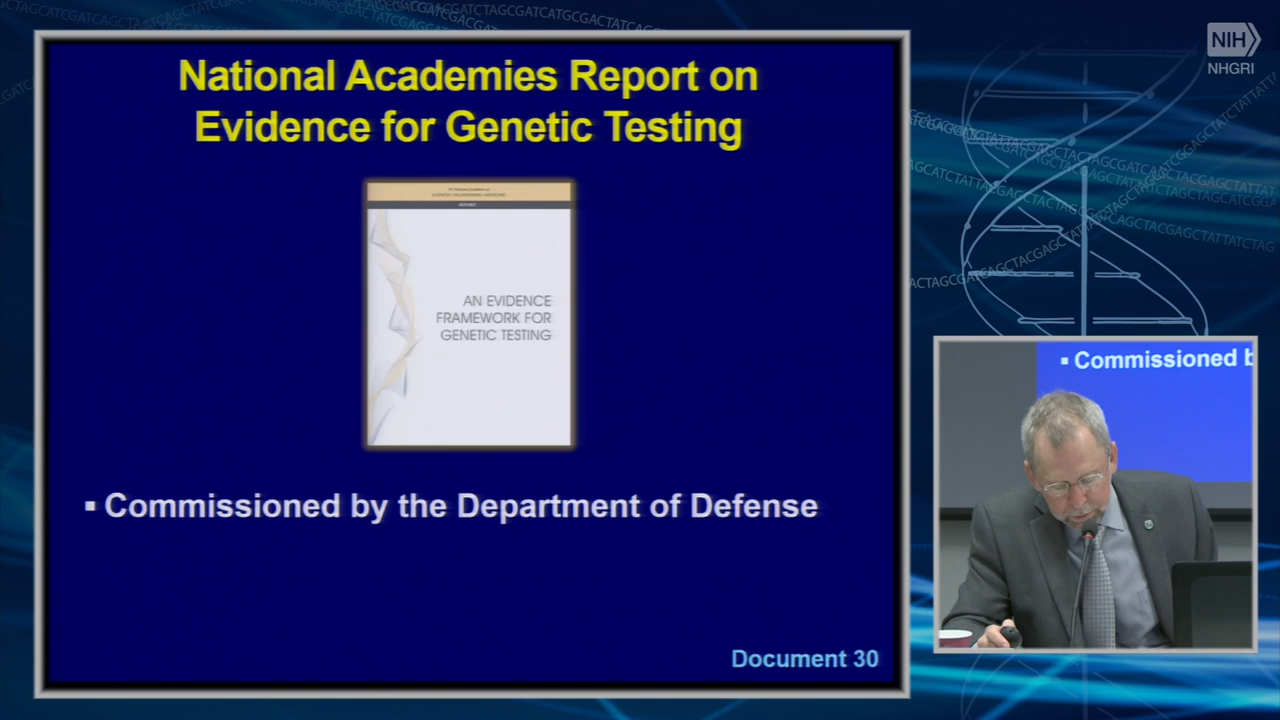 National Academies Report on
Evidence for Genetic Testing
REPORT
AN EVIDENCE
FRAMEWORK FOR
GENETIC TESTING
▪ Commissioned by the Department of Defense
Document 30
NIH
NHGRI
▪ Commissioned b